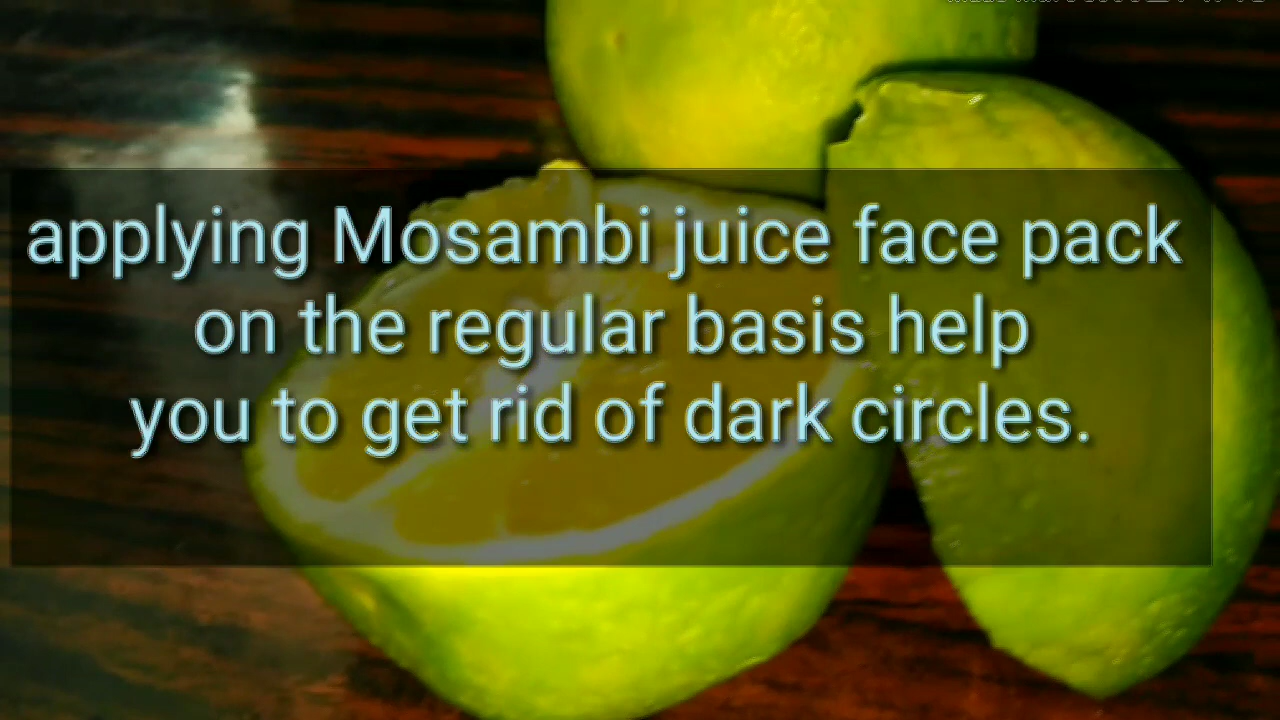 applying Mosambi juice face pack
on the regular basis help
you to get rid of dark circles.